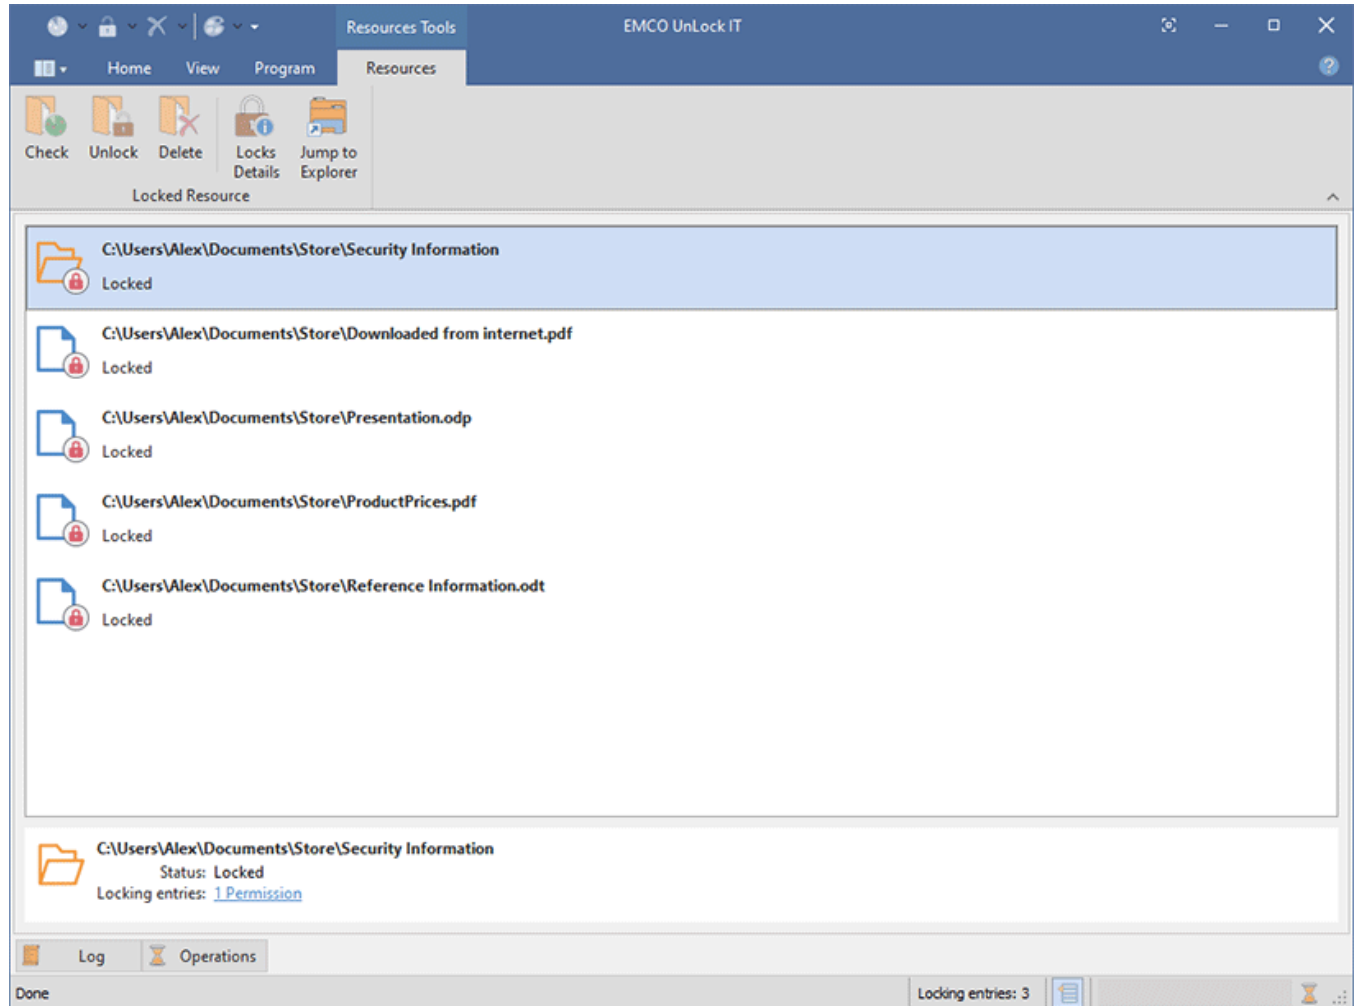 Resources Tools
EMCO UnLock IT
Home View Program Resources
Check Unlock Delete Locks Details Jump to Explorer
Locked Resource
C:\Users\Alex\Documents\Store\Security Information
Locked
C:\Users\Alex\Documents\Store\Downloaded from internet.pdf
Locked
C:\Users\Alex\Documents\Store\Presentation.odp
Locked
C:\Users\Alex\Documents\Store\ProductPrices.pdf
Locked
C:\Users\Alex\Documents\Store\Reference Information.odt
Locked
C:\Users\Alex\Documents\Store\Security Information
Status: Locked
Locking entries: 1 Permission
Log Operations
Done Locking entries: 3